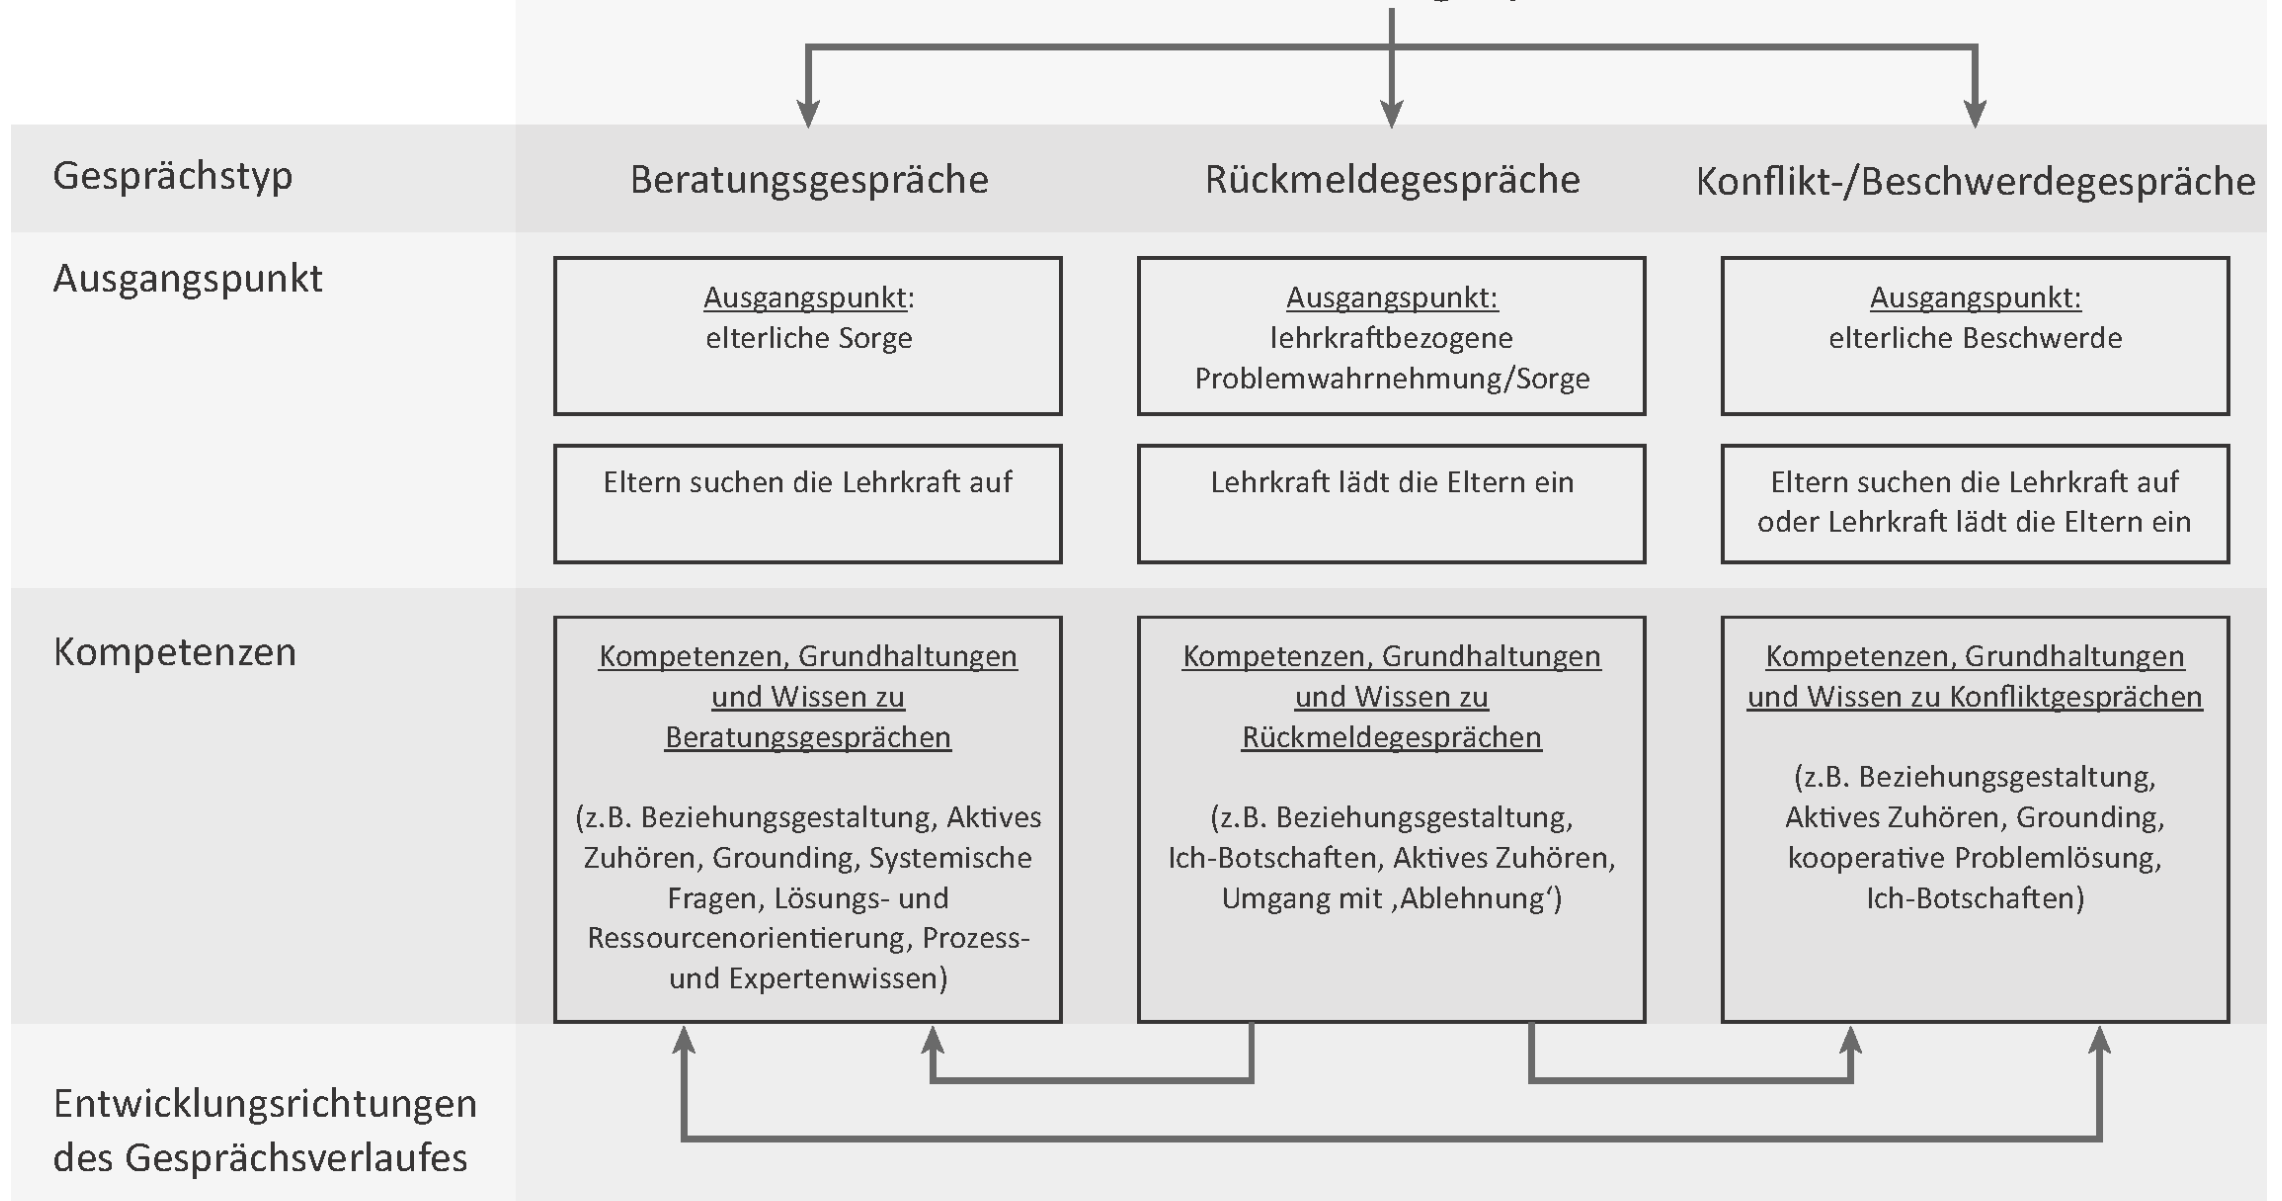 Gesprächstyp
Beratungsgespräche
Rückmeldegespräche
Konflikt-/Beschwerdegespräche
Ausgangspunkt
Ausgangspunkt:
elterliche Sorge
Ausgangspunkt:
lehrkraftbezogene
Problemwahrnehmung/Sorge
Ausgangspunkt:
elterliche Beschwerde
Eltern suchen die Lehrkraft auf
Lehrkraft lädt die Eltern ein
Eltern suchen die Lehrkraft auf
oder Lehrkraft lädt die Eltern ein
Kompetenzen
Kompetenzen, Grundhaltungen
und Wissen zu
Beratungsgesprächen
(z.B. Beziehungsgestaltung, Aktives
Zuhören, Grounding, Systemische
Fragen, Lösungs- und
Ressourcenorientierung, Prozess-
und Expertenwissen)
Kompetenzen, Grundhaltungen
und Wissen zu
Rückmeldegesprächen
(z.B. Beziehungsgestaltung,
Ich-Botschaften, Aktives Zuhören,
Umgang mit ‚Ablehnung‘)
Kompetenzen, Grundhaltungen
und Wissen zu Konfliktgesprächen
(z.B. Beziehungsgestaltung,
Aktives Zuhören, Grounding,
kooperative Problemlösung,
Ich-Botschaften)
Entwicklungsrichtungen
des Gesprächsverlaufes